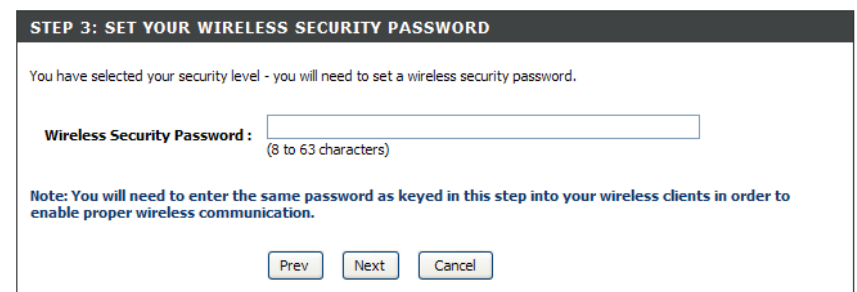 STEP 3: SET YOUR WIRELESS SECURITY PASSWORD
You have selected your security level - you will need to set a wireless security password.
Wireless Security Password :
(8 to 63 characters)
Note: You will need to enter the same password as keyed in this step into your wireless clients in order to
enable proper wireless communication.
Prev Next Cancel